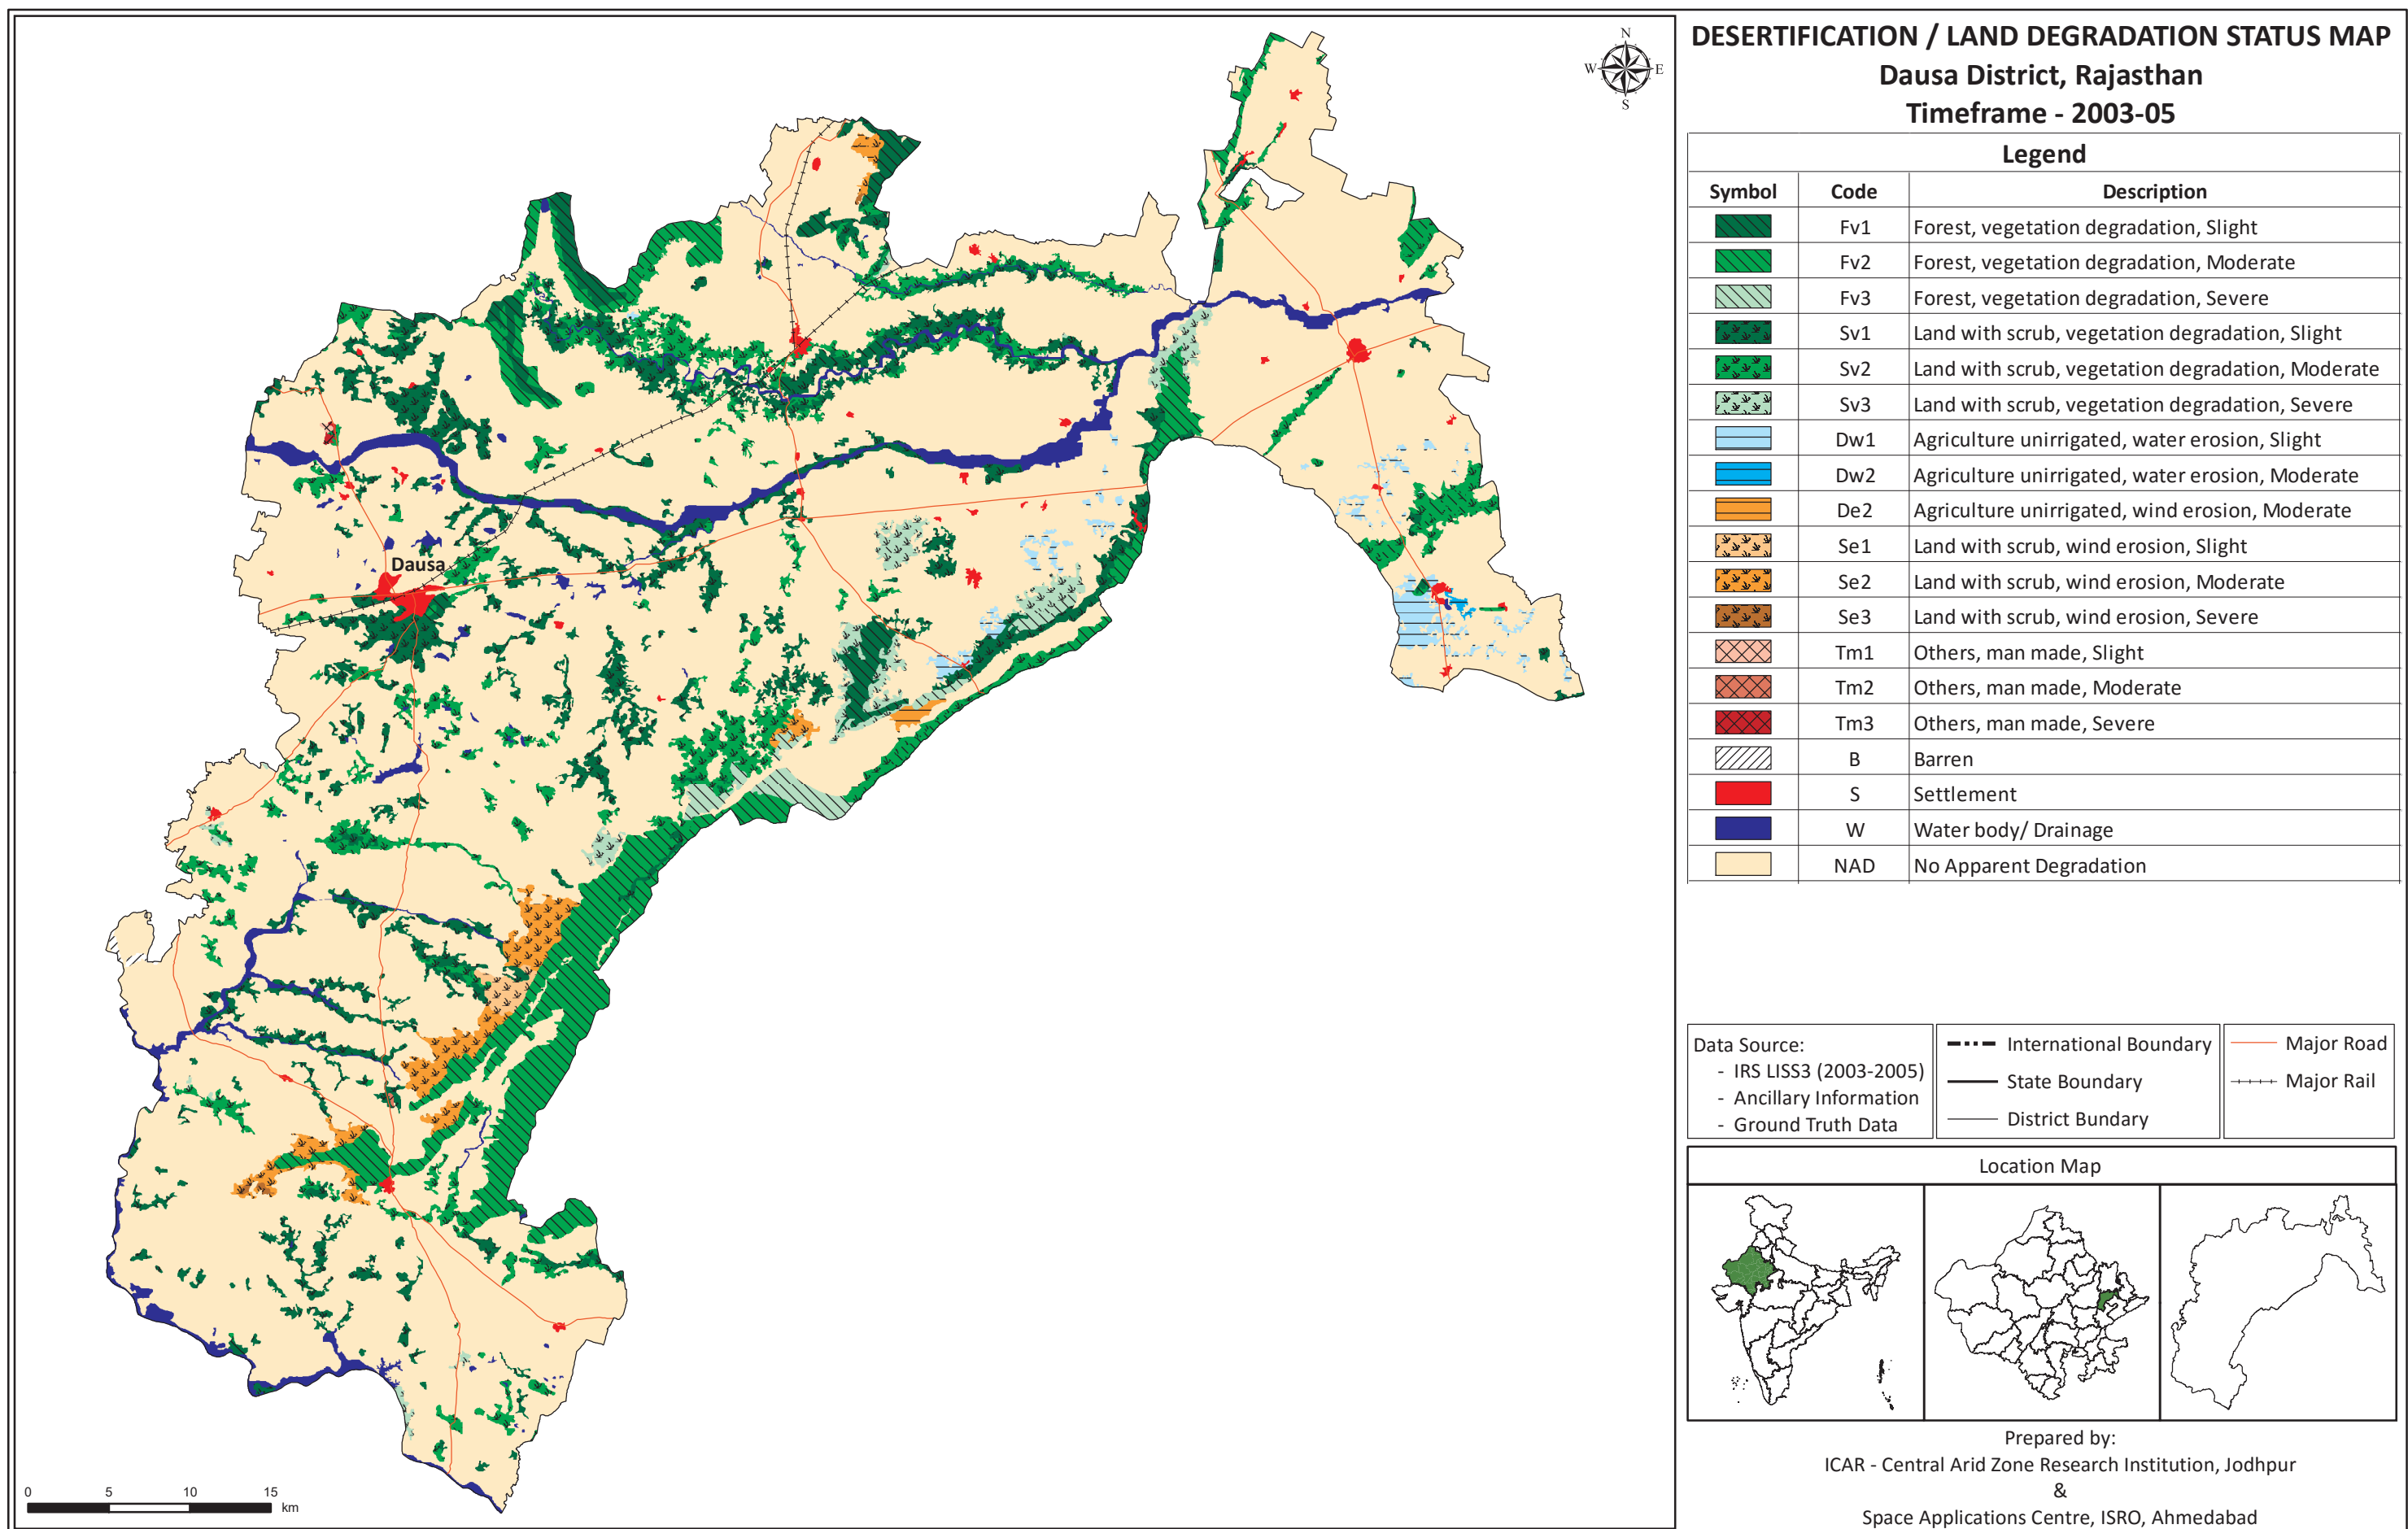 N
W
E
S
Dausa
0
5
10
15
km
DESERTIFICATION / LAND DEGRADATION STATUS MAP
Dausa District, Rajasthan
Timeframe - 2003-05
Legend
Symbol Code Description
Fv1 Forest, vegetation degradation, Slight
Fv2 Forest, vegetation degradation, Moderate
Fv3 Forest, vegetation degradation, Severe
Sv1 Land with scrub, vegetation degradation, Slight
Sv2 Land with scrub, vegetation degradation, Moderate
Sv3 Land with scrub, vegetation degradation, Severe
Dw1 Agriculture unirrigated, water erosion, Slight
Dw2 Agriculture unirrigated, water erosion, Moderate
De2 Agriculture unirrigated, wind erosion, Moderate
Se1 Land with scrub, wind erosion, Slight
Se2 Land with scrub, wind erosion, Moderate
Se3 Land with scrub, wind erosion, Severe
Tm1 Others, man made, Slight
Tm2 Others, man made, Moderate
Tm3 Others, man made, Severe
B Barren
S Settlement
W Water body/ Drainage
NAD No Apparent Degradation
Data Source:
- IRS LISS3 (2003-2005)
- Ancillary Information
- Ground Truth Data
International Boundary
State Boundary
District Bundary
Major Road
Major Rail
Location Map
Prepared by:
ICAR - Central Arid Zone Research Institution, Jodhpur
&
Space Applications Centre, ISRO, Ahmedabad